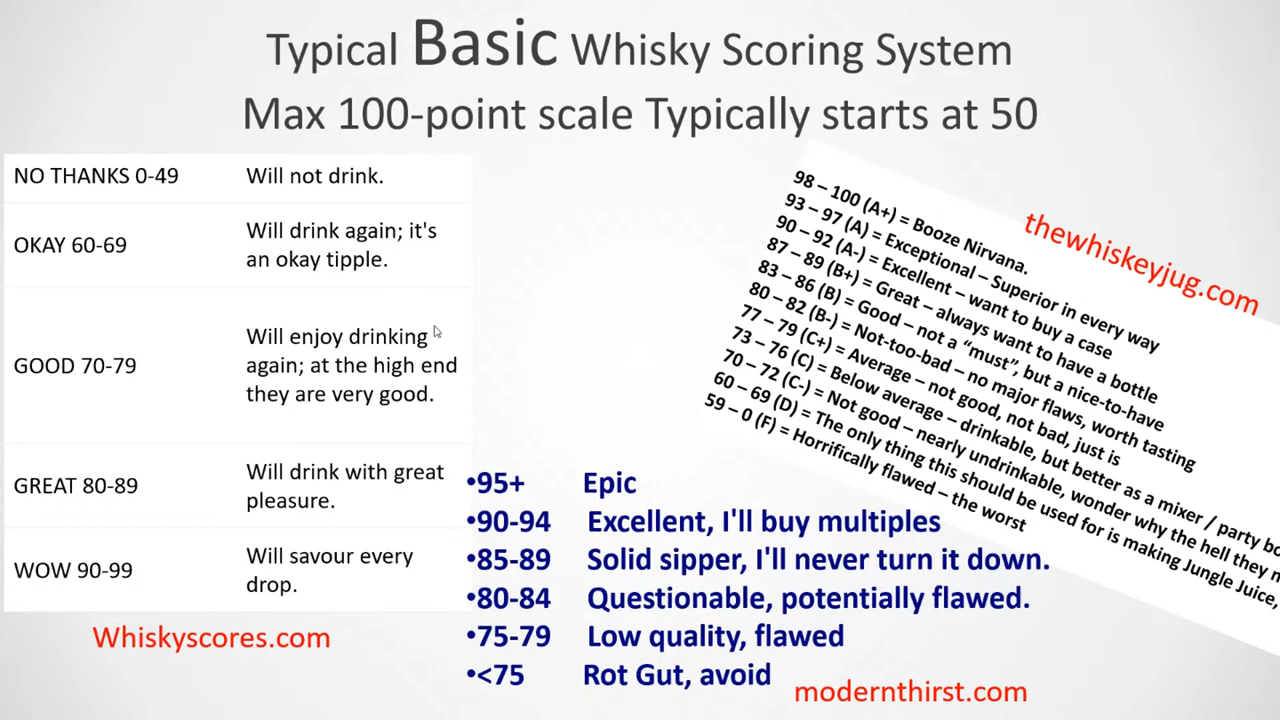 Typical Basic Whisky Scoring System
Max 100-point scale Typically starts at 50
NO THANKS 0-49 Will not drink.
OKAY 60-69 Will drink again; it's
an okay tipple.
GOOD 70-79 Will enjoy drinking
again; at the high end
they are very good.
GREAT 80-89 Will drink with great
pleasure.
WOW 90-99 Will savour every
drop.
Whiskyscores.com
98 – 100 (A+) = Booze Nirvana.
93 – 97 (A) = Exceptional – Superior in every way
90 – 92 (A-) = Excellent – want to buy a case
87 – 89 (B+) = Great – always want to have a bottle
83 – 86 (B) = Good – not a “must”, but a nice-to-have
80 – 82 (B-) = Not-too-bad – no major flaws, worth tasting
77 – 79 (C+) = Average – not good, not bad, just is
73 – 76 (C) = Below average – drinkable, but better as a mixer / party
70 – 72 (C-) = Not good – nearly undrinkable, wonder why the hell they
60 – 69 (D) = The only thing this should be used for is making Jungle Juice,
59 – 0 (F) = Horrifically flawed – the worst
thewhiskeyjug.com
•95+ Epic
•90-94 Excellent, I'll buy multiples
•85-89 Solid sipper, I'll never turn it down.
•80-84 Questionable, potentially flawed.
•75-79 Low quality, flawed
•<75 Rot Gut, avoid
modernthirst.com